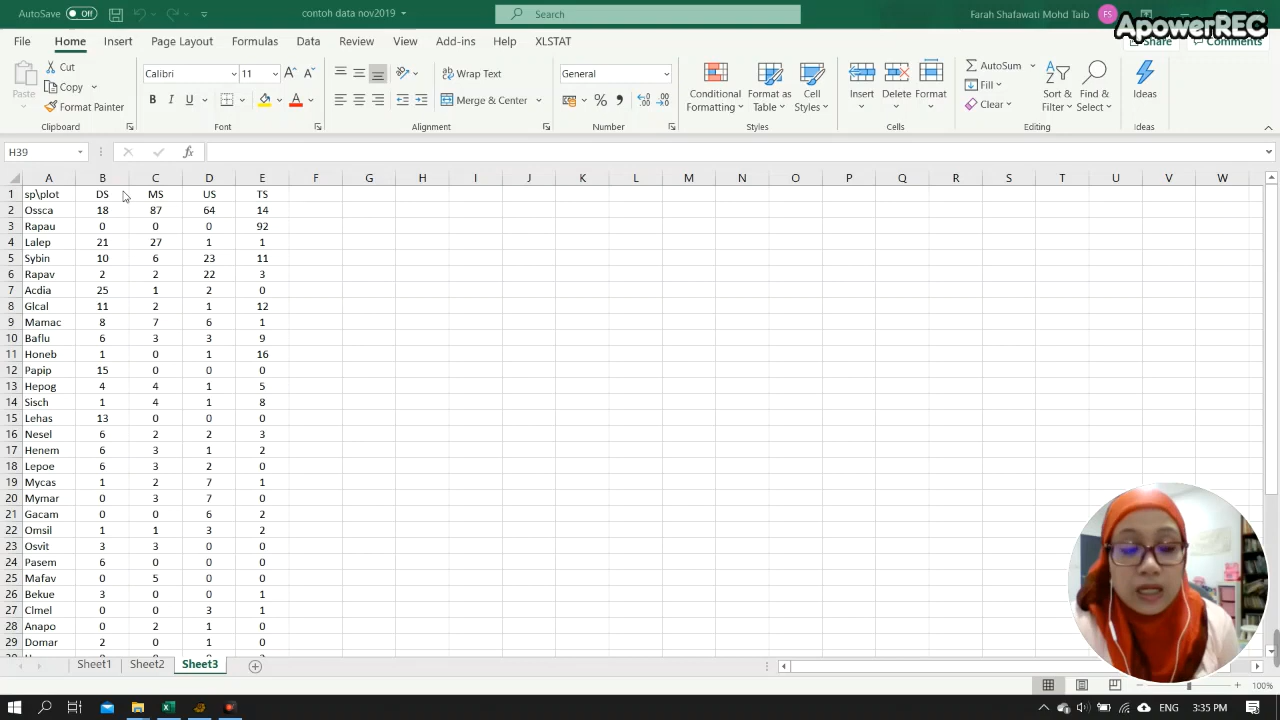 AutoSave Off contoh data nov2019 Search Farah Shafawati Mohd Taib FS
ApowerREC
File Home Insert Page Layout Formulas Data Review View Add-ins Help XLSTAT Share Comments
Paste Cut Copy Format Painter
Calibri 11 B I U A
Wrap Text Merge & Center
General % ,
Conditional Formatting Format as Table Cell Styles
Insert Delete Format
AutoSum Fill Clear Sort & Filter Find & Select
Ideas
Clipboard Font Alignment Number Styles Cells Editing Ideas
H39 fx
A B C D E F G H I J K L M N O P Q R S T U V W
1 sp\plot DS MS US TS
2 Ossca 18 87 64 14
3 Rapau 0 0 0 92
4 Lalep 21 27 1 1
5 Sybin 10 6 23 11
6 Rapav 2 2 22 3
7 Acdia 25 1 2 0
8 Glcal 11 2 1 12
9 Mamac 8 7 6 1
10 Baflu 6 3 3 9
11 Honeb 1 0 1 16
12 Papip 15 0 0 0
13 Hepog 4 4 1 5
14 Sisch 1 4 1 8
15 Lehas 13 0 0 0
16 Nesel 6 2 2 3
17 Henem 6 3 1 2
18 Lepoe 6 3 2 0
19 Mycas 1 2 7 1
20 Mymar 0 3 7 0
21 Gacam 0 0 6 2
22 Omsil 1 1 3 2
23 Osvit 3 3 0 0
24 Pasem 6 0 0 0
25 Mafav 0 5 0 0
26 Bekue 3 0 0 1
27 Clmel 0 0 3 1
28 Anapo 0 2 1 0
29 Domar 2 0 1 0
Sheet1 Sheet2 Sheet3
100%
ENG 3:35 PM